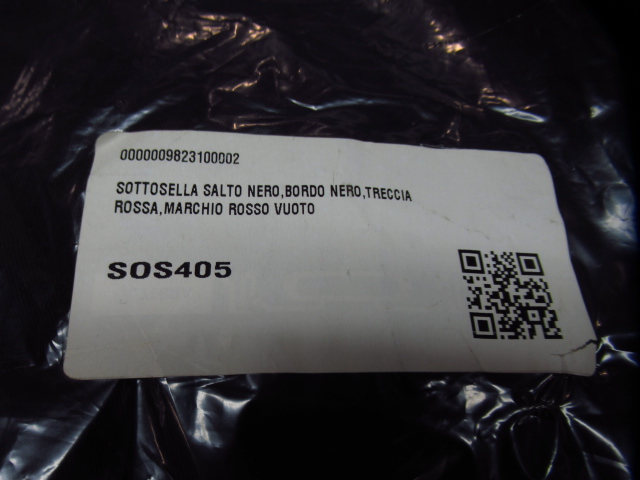 0000009823100002
SOTTOSELLA SALTO NERO,BORDO NERO,TRECCIA
ROSSA,MARCHIO ROSSO VUOTO
SOS405